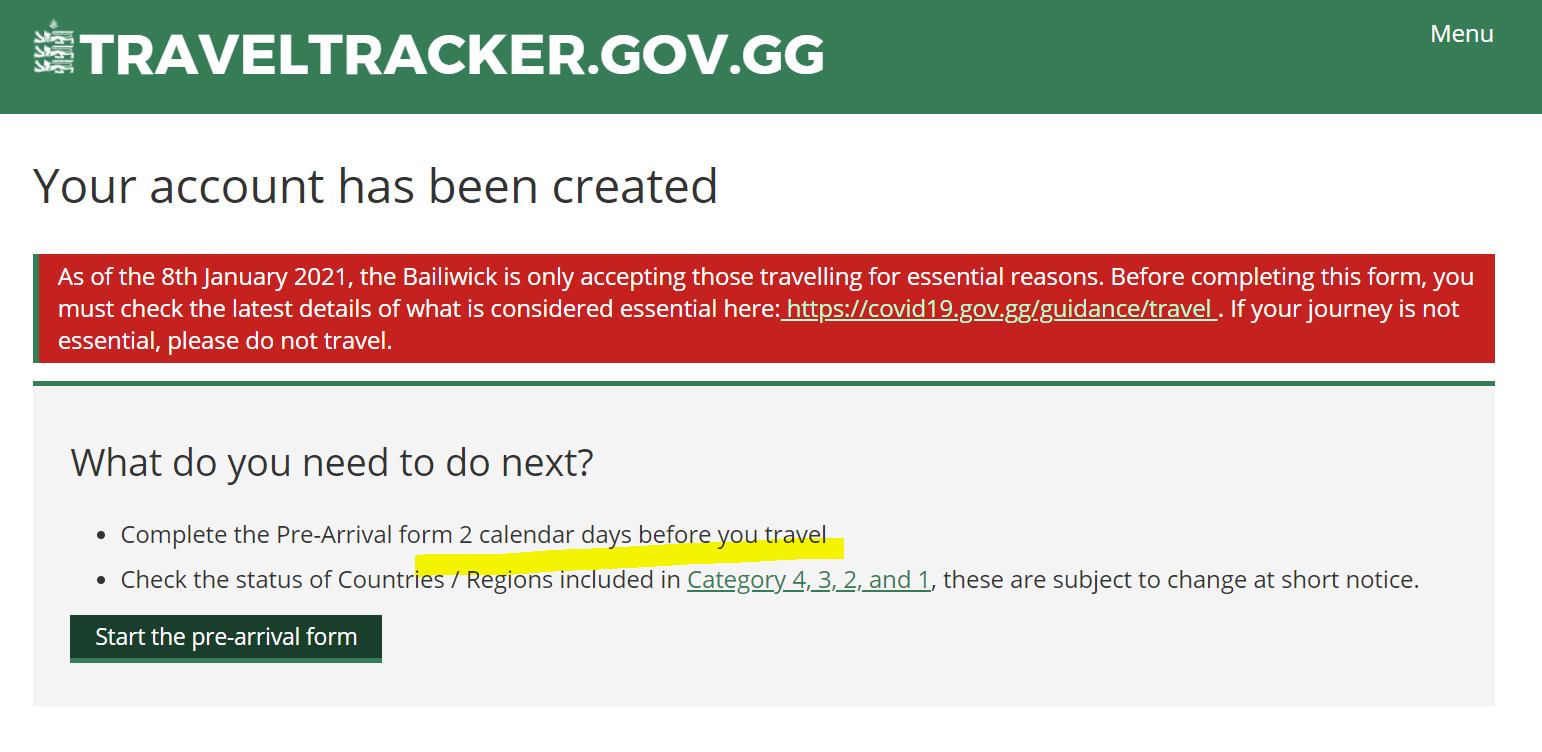 TRAVELTRACKER.GOV.GG
Menu
Your account has been created
As of the 8th January 2021, the Bailiwick is only accepting those travelling for essential reasons. Before completing this form, you
must check the latest details of what is considered essential here: https://covid19.gov.gg/guidance/travel . If your journey is not
essential, please do not travel.
What do you need to do next?
• Complete the Pre-Arrival form 2 calendar days before you travel
• Check the status of Countries / Regions included in Category 4, 3, 2, and 1, these are subject to change at short notice.
Start the pre-arrival form